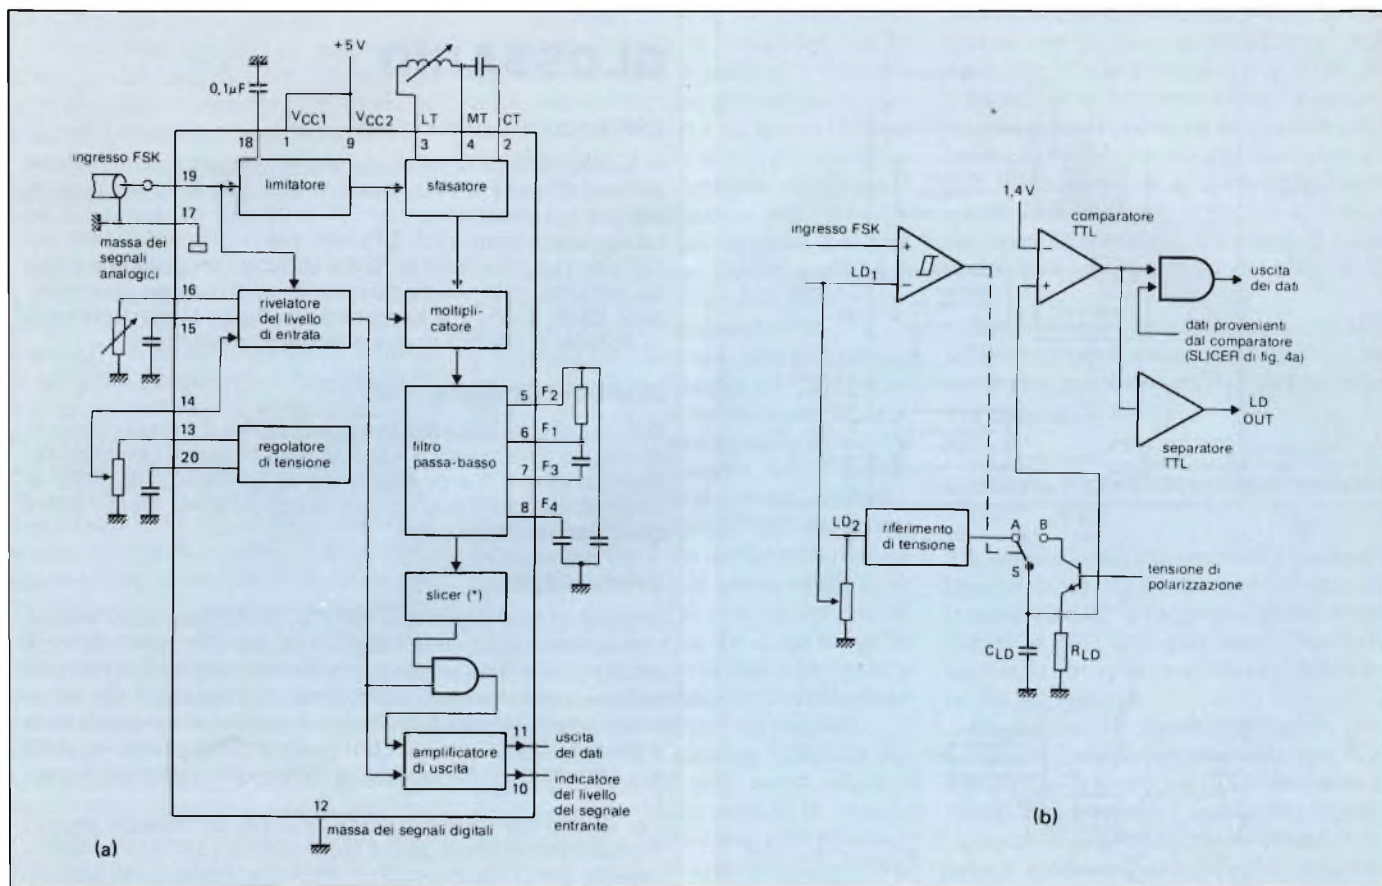 +5 V
0,1µF
VCC1
VCC2
LT
MT
CT
18
1
9
3
4
2
ingresso FSK
19
limitatore
sfasatore
17
massa dei
segnali
analogici
16
15
rivelatore
del livello
di entrata
moltipli-
catore
14
13
20
regolatore
di tensione
filtro
passa-basso
5
F2
6
F1
7
F3
8
F4
slicer (*)
amplificatore
di uscita
11
uscita
dei dati
10
indicatore
del livello
del segnale
entrante
12
massa dei segnali digitali
(a)
1,4 V
comparatore
TTL
ingresso FSK
+
LD1
−
−
+
uscita
dei dati
dati provenienti
dal comparatore
(SLICER di fig. 4a)
LD
OUT
separatore
TTL
LD2
riferimento
di tensione
A
B
S
tensione di
polarizzazione
CLD
RLD
(b)